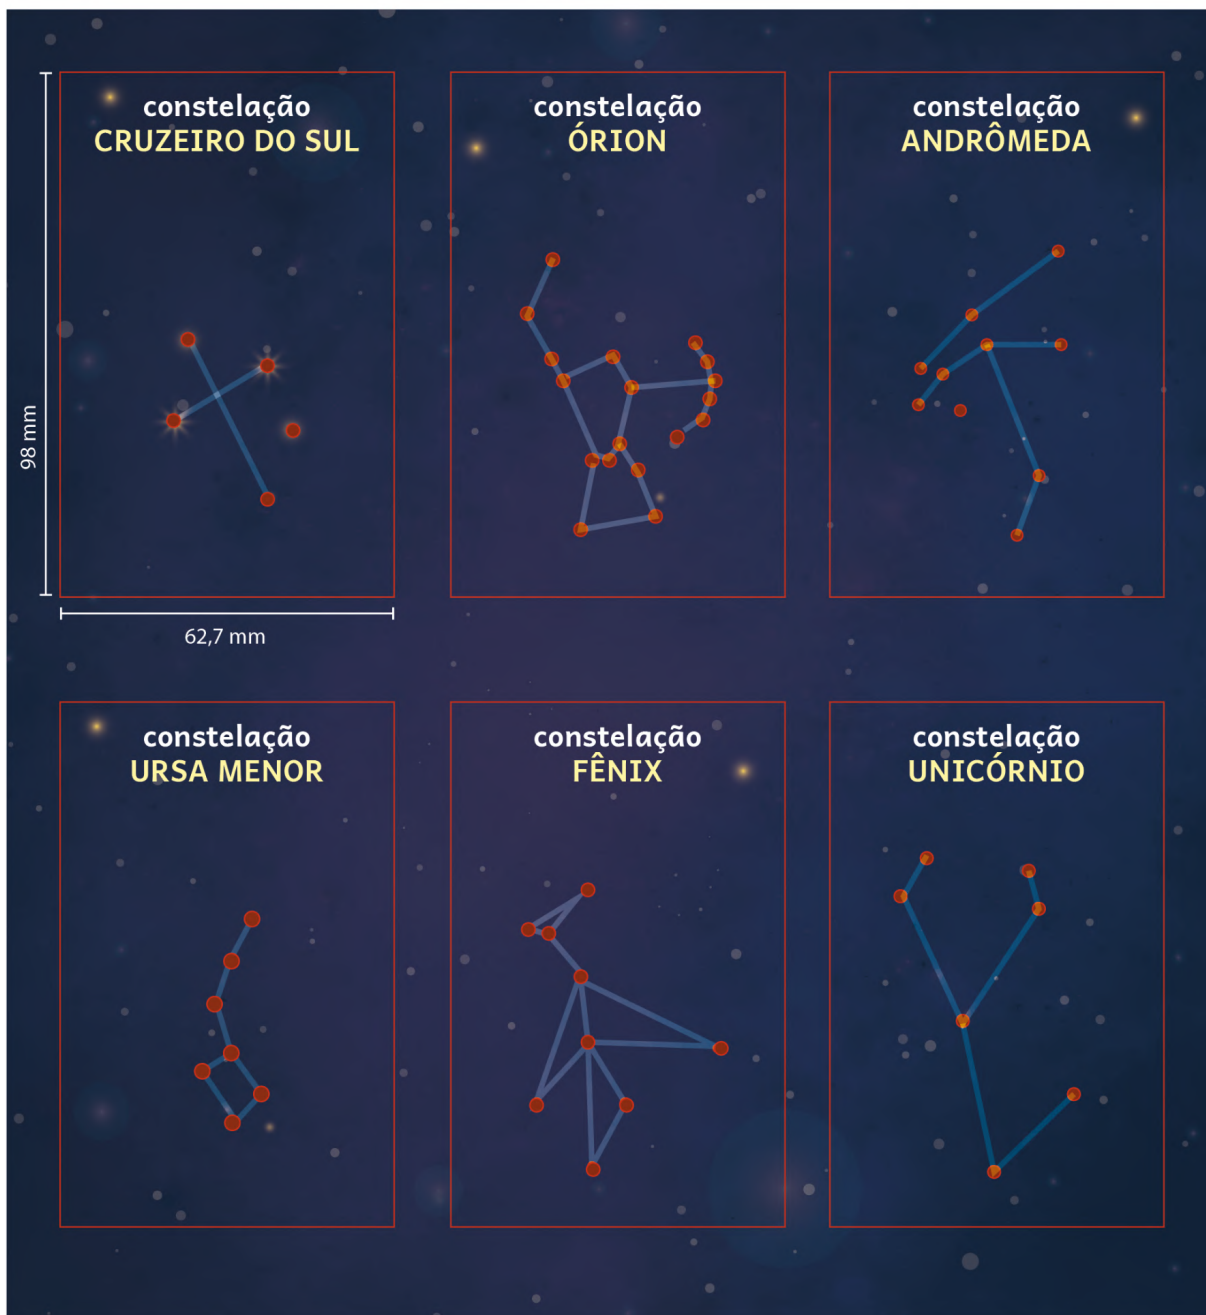 constelação
CRUZEIRO DO SUL
constelação
ÓRION
constelação
ANDRÔMEDA
98 mm
62,7 mm
constelação
URSA MENOR
constelação
FÊNIX
constelação
UNICÓRNIO